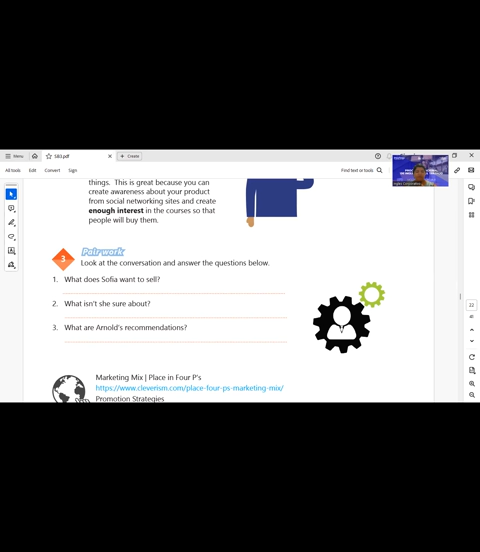 Menu
SB3.pdf
Create
All tools
Edit
Convert
Sign
Find text or tools
things. This is great because you can
create awareness about your product
from social networking sites and create
enough interest in the courses so that
people will buy them.
3
Pair work
Look at the conversation and answer the questions below.
1. What does Sofia want to sell?
2. What isn't she sure about?
3. What are Arnold's recommendations?
22
Marketing Mix | Place in Four P's
https://www.cleverism.com/place-four-ps-marketing-mix/
Promotion Strategies